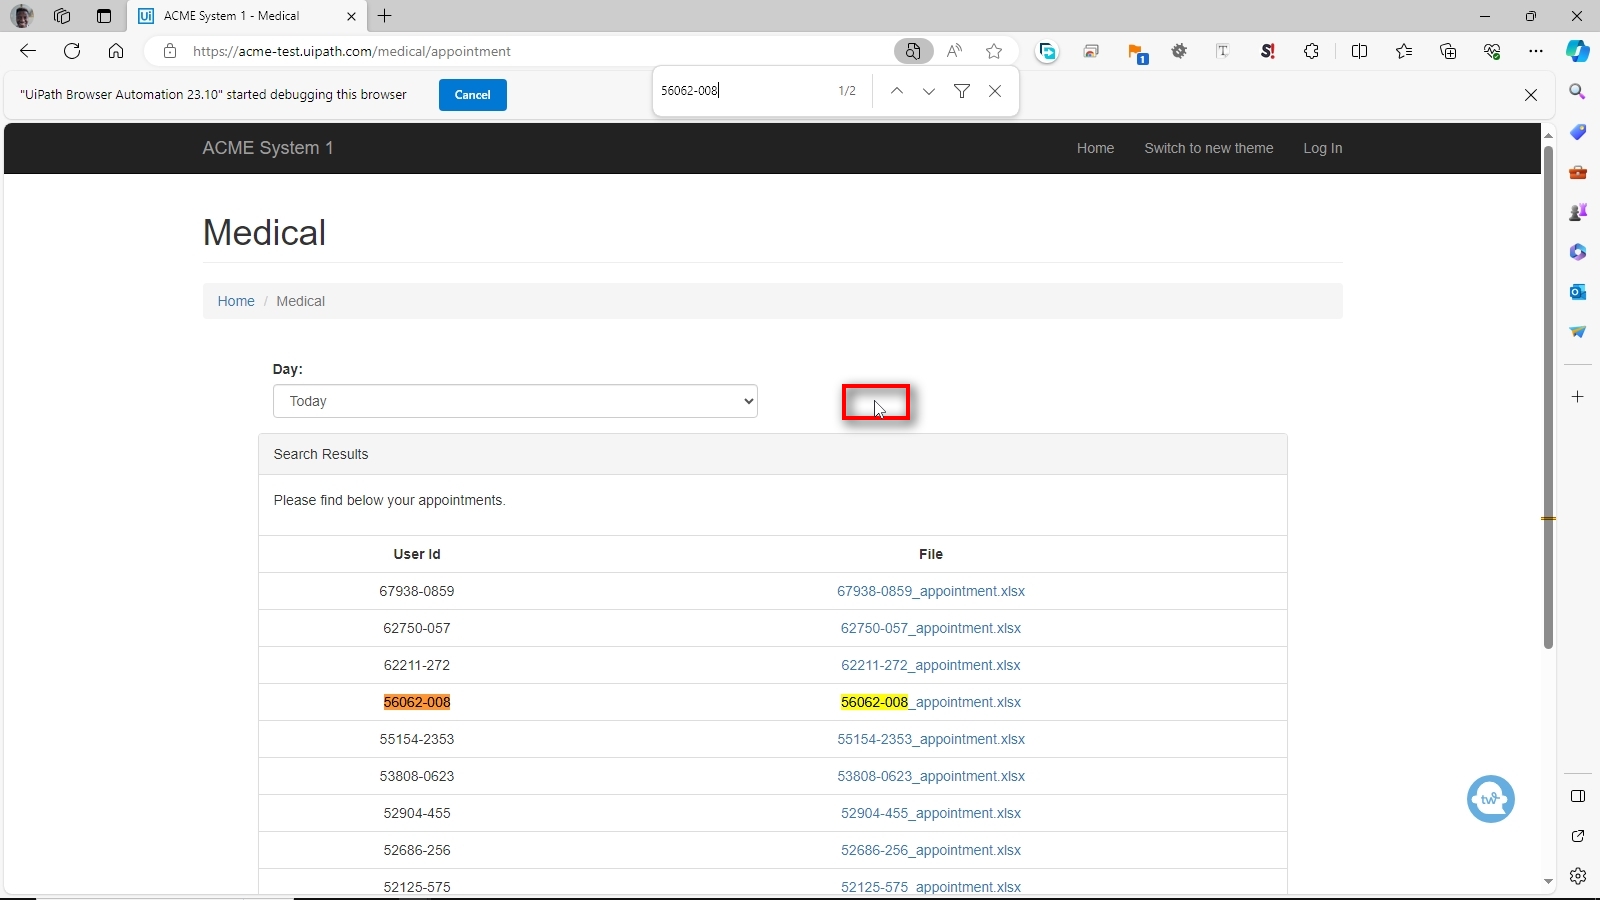 ACME System 1 - Medical
https://acme-test.uipath.com/medical/appointment
"UiPath Browser Automation 23.10" started debugging this browser
Cancel
56062-008
1/2
ACME System 1
Home
Switch to new theme
Log In
Medical
Home / Medical
Day:
Today
Search Results
Please find below your appointments.
User Id File
67938-0859 67938-0859_appointment.xlsx
62750-057 62750-057_appointment.xlsx
62211-272 62211-272_appointment.xlsx
56062-008 56062-008_appointment.xlsx
55154-2353 55154-2353_appointment.xlsx
53808-0623 53808-0623_appointment.xlsx
52904-455 52904-455_appointment.xlsx
52686-256 52686-256_appointment.xlsx
52125-575 52125-575_appointment.xlsx